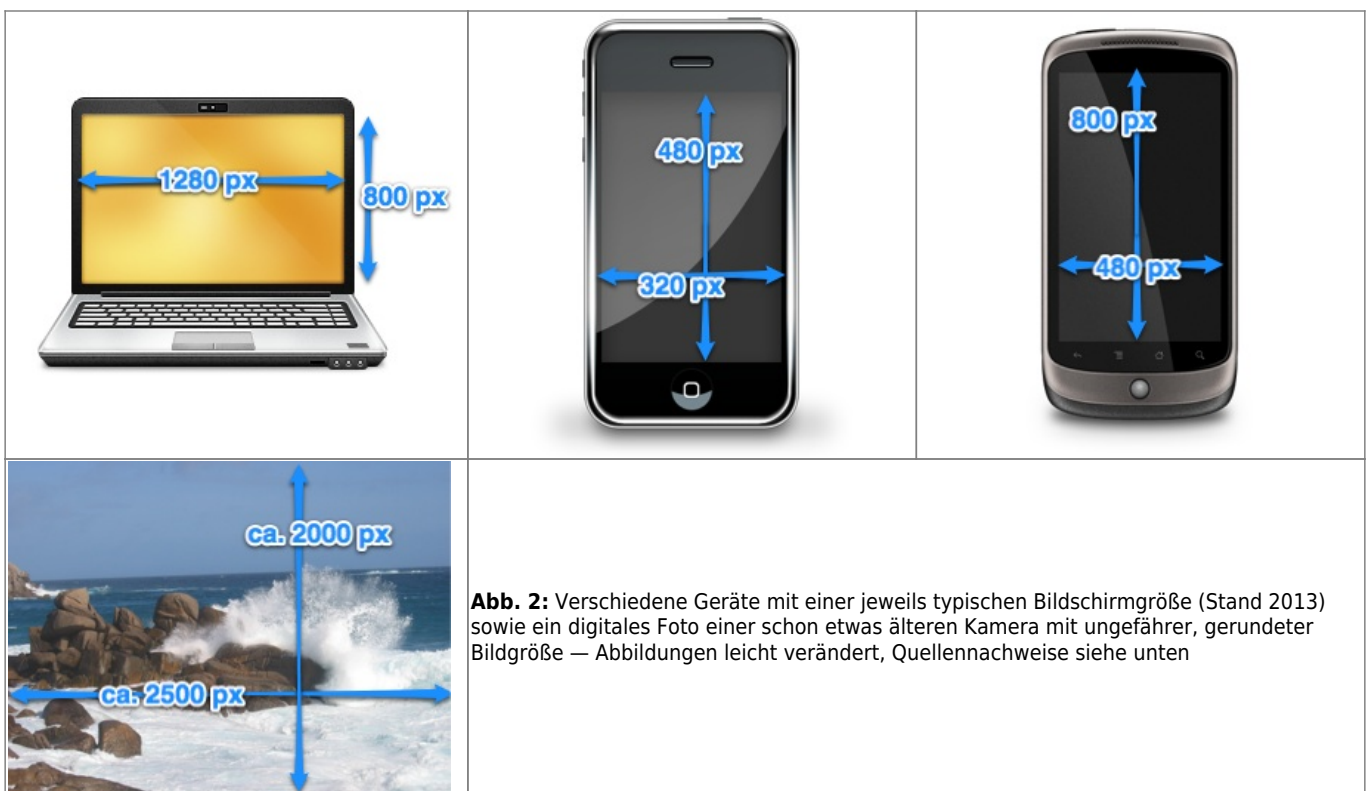 1280 px
800 px
480 px
320 px
800 px
480 px
ca. 2000 px
ca. 2500 px
Abb. 2: Verschiedene Geräte mit einer jeweils typischen Bildschirmgröße (Stand 2013)
sowie ein digitales Foto einer schon etwas älteren Kamera mit ungefährer, gerundeter
Bildgröße — Abbildungen leicht verändert, Quellennachweise siehe unten